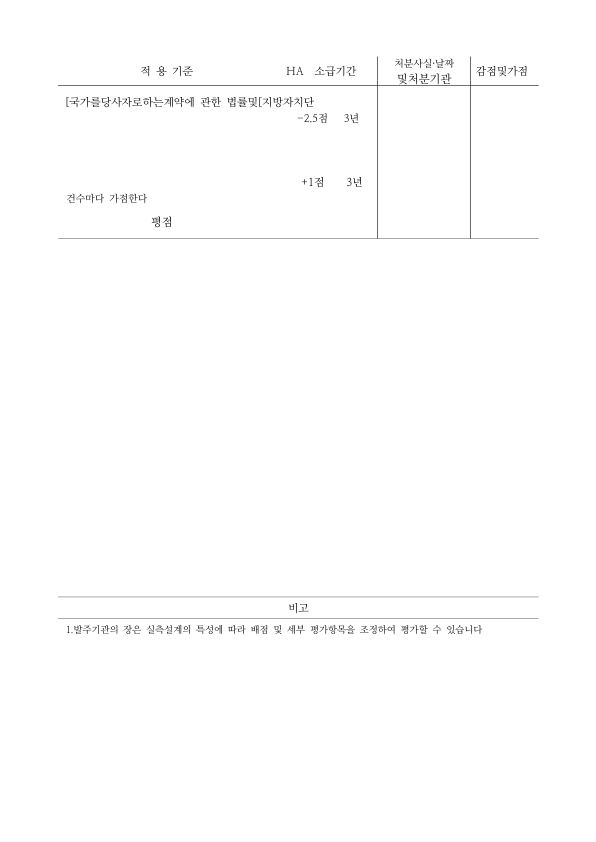 적 용 기준 HA 소급기간 처분사실·날짜 및처분기관 감점및가점
[국가를당사자로하는계약에 관한 법률및[지방자치단
-2.5점 3년
+1점 3년
건수마다 가점한다
평점
비고
1.발주기관의 장은 실측설계의 특성에 따라 배점 및 세부 평가항목을 조정하여 평가할 수 있습니다